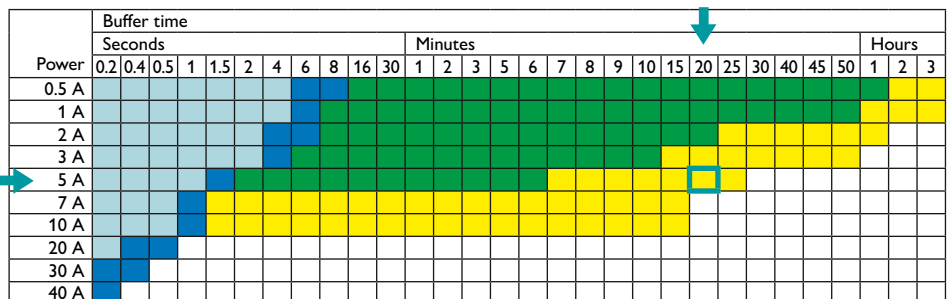 Buffer time
Seconds Minutes Hours
Power 0.2 0.4 0.5 1 1.5 2 4 6 8 16 30 1 2 3 4 5 6 7 8 9 10 15 20 25 30 40 45 50 1 2 3
0.5 A
1 A
2 A
3 A
5 A
7 A
10 A
20 A
30 A
40 A